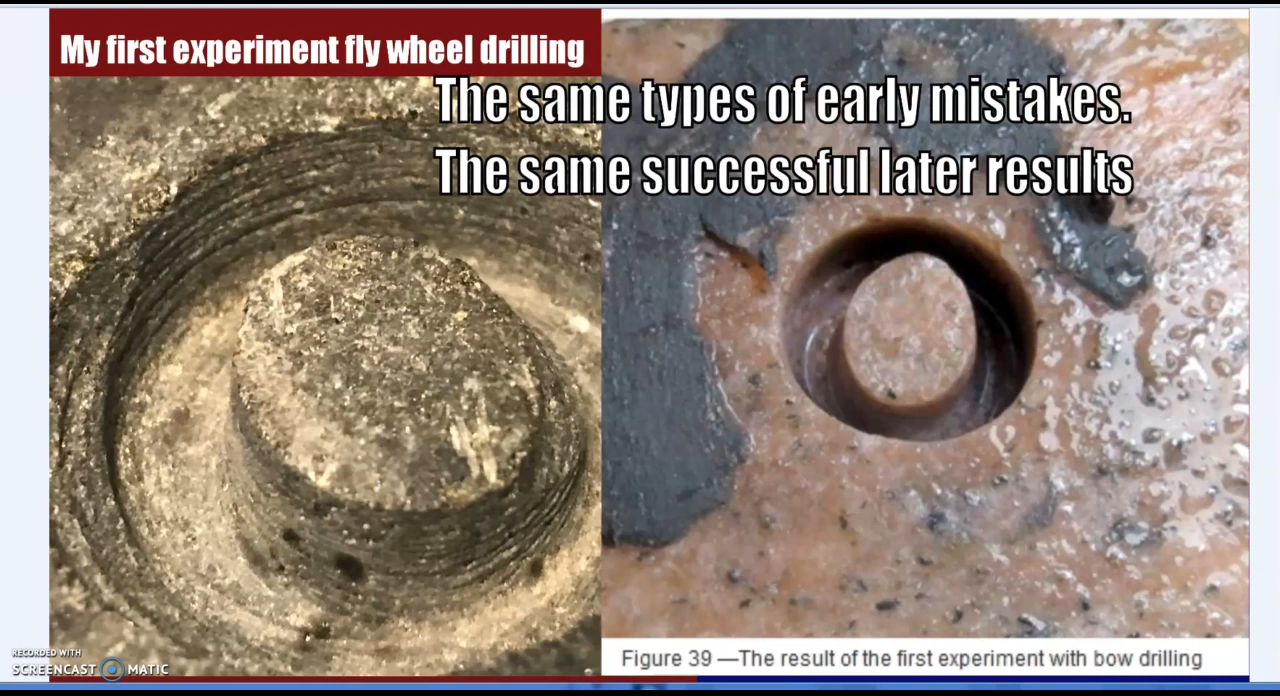 My first experiment fly wheel drilling
The same types of early mistakes.
The same successful later results
RECORDED WITH
SCREENCAST MATIC
Figure 39 —The result of the first experiment with bow drilling